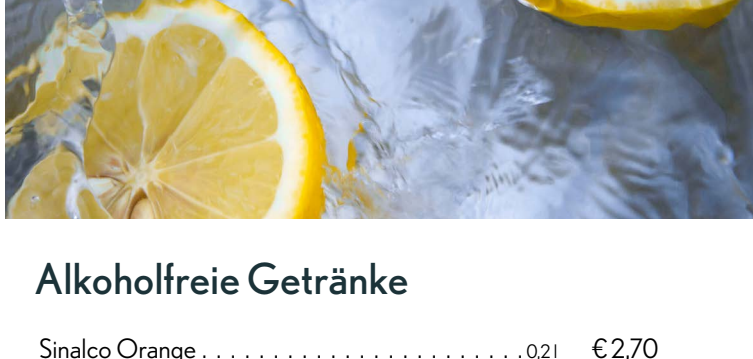 Alkoholfreie Getränke
Sinalco Orange . . . . . . . . . . . . . . . . . . . . . . . 0,2 l € 2,70